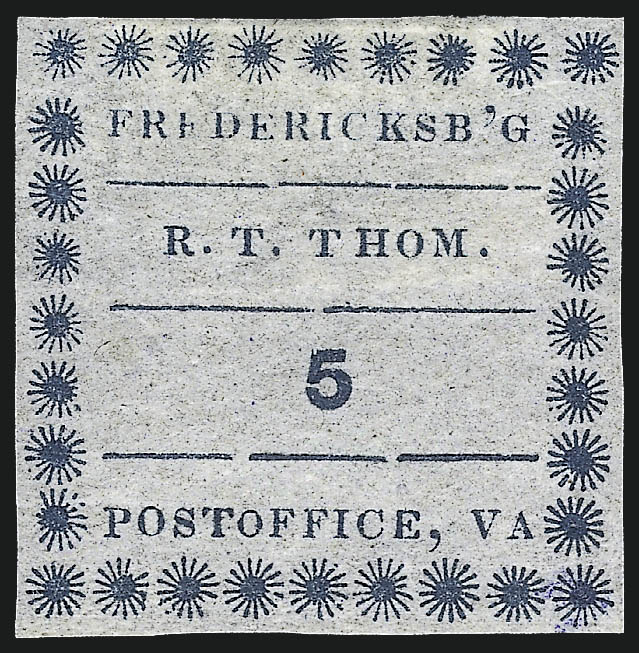 FREDERICKSB'G
R. T. THOM.
5
POSTOFFICE, VA